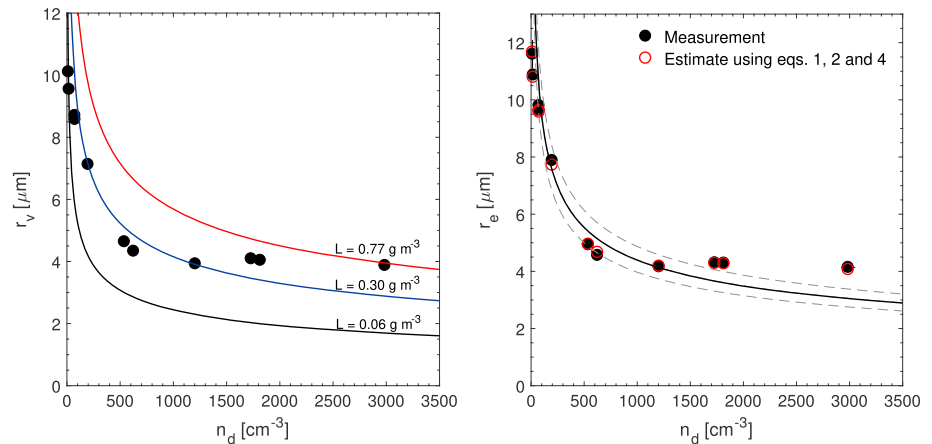 12
10
8
6
4
2
0
r_v [μm]
L = 0.77 g m^-3
L = 0.30 g m^-3
L = 0.06 g m^-3
0 500 1000 1500 2000 2500 3000 3500
n_d [cm^-3]
12
10
8
6
4
2
0
r_e [μm]
Measurement
Estimate using eqs. 1, 2 and 4
0 500 1000 1500 2000 2500 3000 3500
n_d [cm^-3]